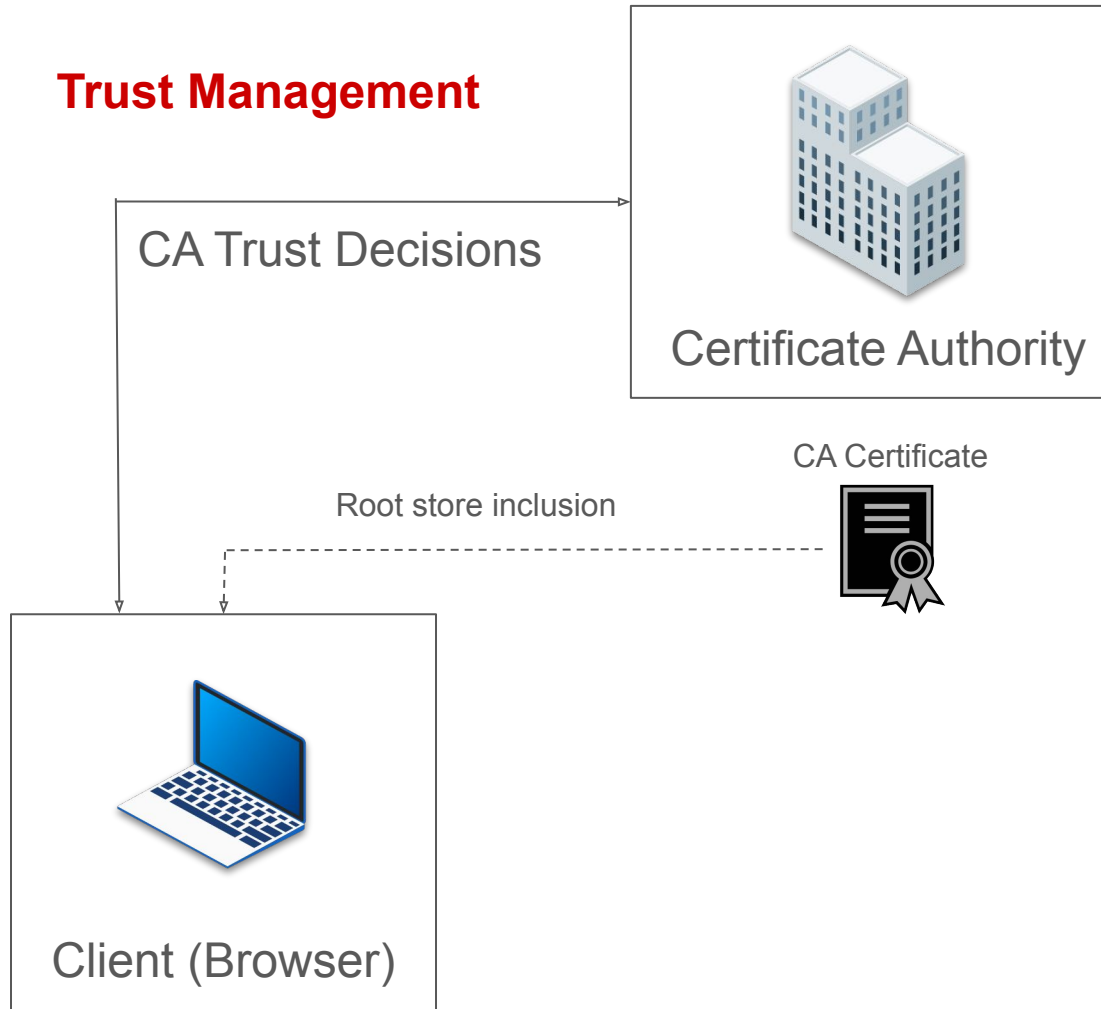 Trust Management
CA Trust Decisions
Certificate Authority
CA Certificate
Root store inclusion
Client (Browser)